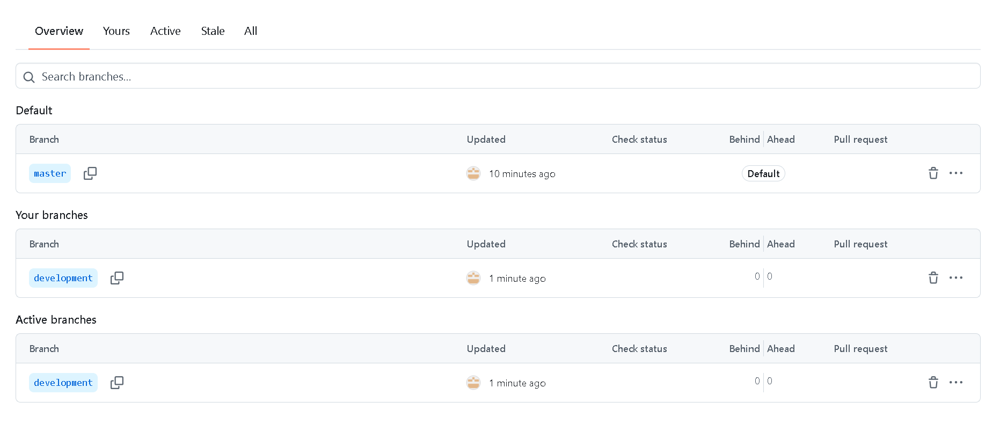 Overview Yours Active Stale All
Search branches...
Default
Branch Updated Check status Behind Ahead Pull request
master 10 minutes ago Default
Your branches
Branch Updated Check status Behind Ahead Pull request
development 1 minute ago 0 0
Active branches
Branch Updated Check status Behind Ahead Pull request
development 1 minute ago 0 0